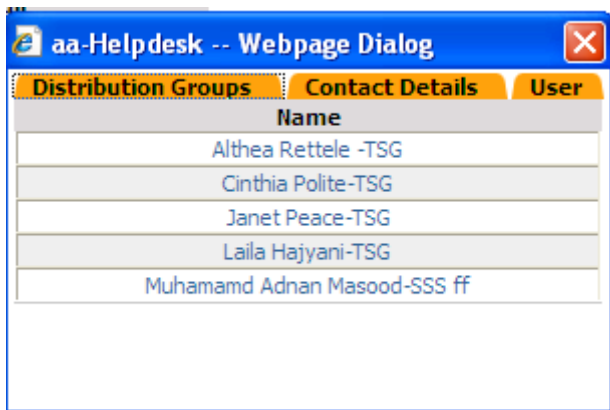 aa-Helpdesk -- Webpage Dialog
Distribution Groups Contact Details User
Name
Althea Rettele -TSG
Cinthia Polite-TSG
Janet Peace-TSG
Laila Hajyani-TSG
Muhamamd Adnan Masood-SSS ff